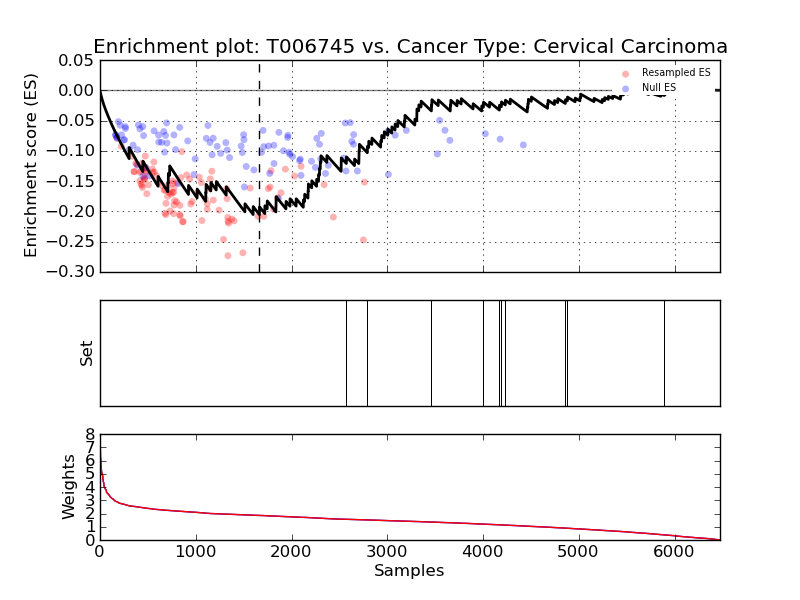 Enrichment plot: T006745 vs. Cancer Type: Cervical Carcinoma
0.05
0.00
−0.05
−0.10
−0.15
−0.20
−0.25
−0.30
Enrichment score (ES)
Resampled ES
Null ES
Set
8
7
6
5
4
3
2
1
0
Weights
0 1000 2000 3000 4000 5000 6000
Samples